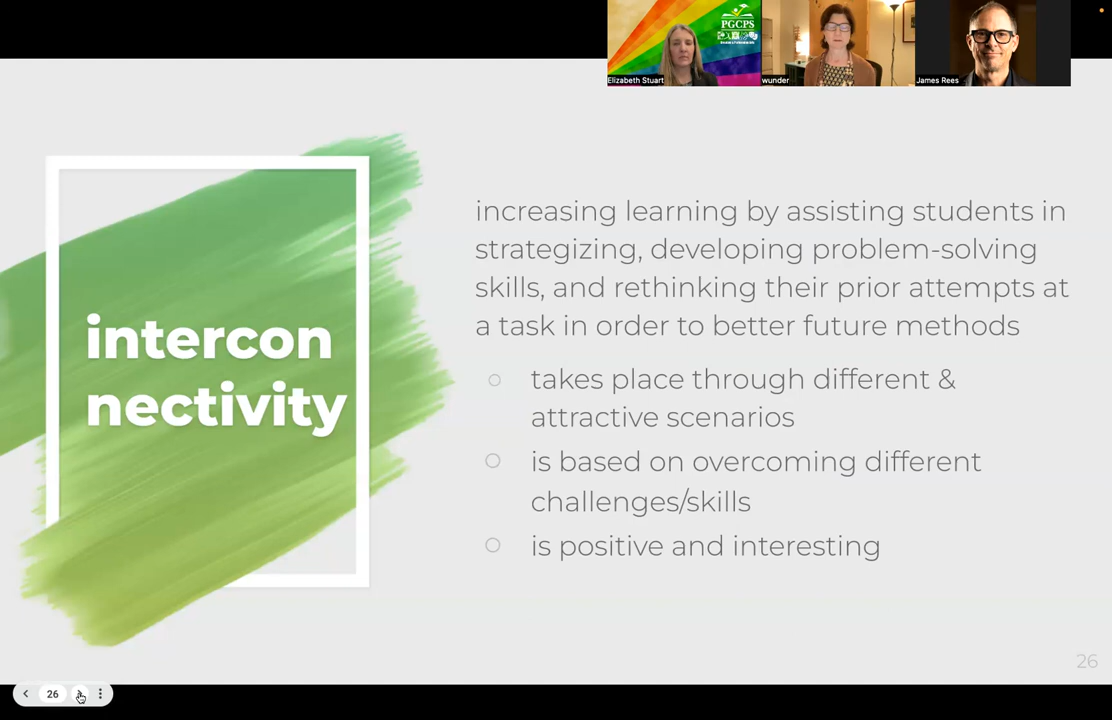 PGCPS
Elizabeth Stuart
wunder
James Rees
intercon
nectivity
increasing learning by assisting students in
strategizing, developing problem-solving
skills, and rethinking their prior attempts at
a task in order to better future methods
takes place through different &
attractive scenarios
is based on overcoming different
challenges/skills
is positive and interesting
26
26